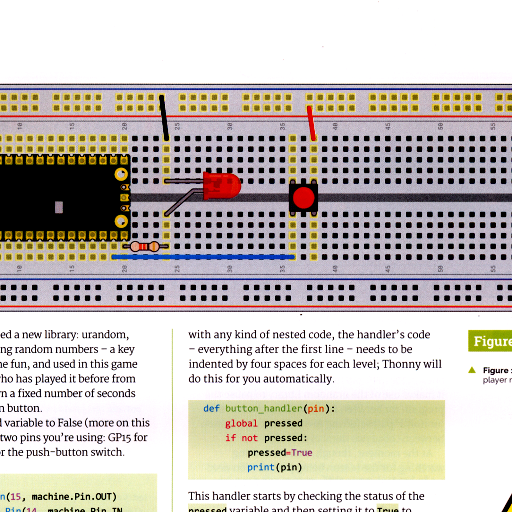 20
25
30
35
40
45
50
55
10
15
20
25
30
35
40
45
50
55
ed a new library: urandom,
ng random numbers – a key
ne fun, and used in this game
who has played it before from
n a fixed number of seconds
n button.
d variable to False (more on this
two pins you're using: GP15 for
or the push-button switch.
n(15, machine.Pin.OUT)
Pin(14, machine.Pin.IN,
with any kind of nested code, the handler's code
– everything after the first line – needs to be
indented by four spaces for each level; Thonny will
do this for you automatically.
def button_handler(pin):
global pressed
if not pressed:
pressed=True
print(pin)
This handler starts by checking the status of the
pressed variable and then setting it to True to
Figure
Figure
player